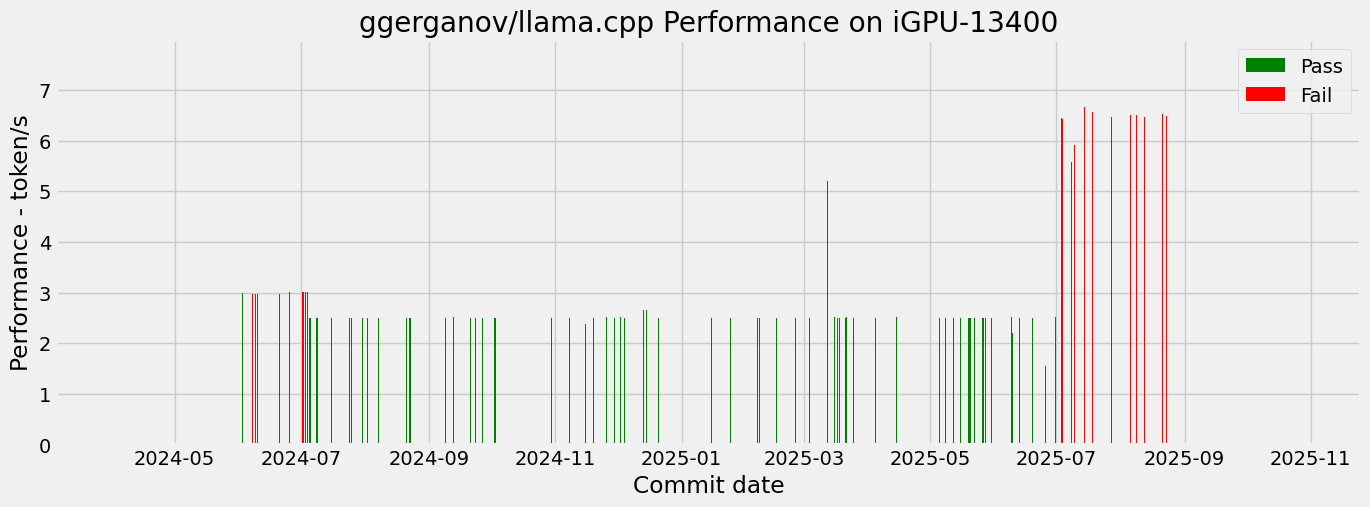 ggerganov/llama.cpp Performance on iGPU-13400
Performance - token/s
7
6
5
4
3
2
1
0
Pass
Fail
2024-05 2024-07 2024-09 2024-11 2025-01 2025-03 2025-05 2025-07 2025-09 2025-11
Commit date